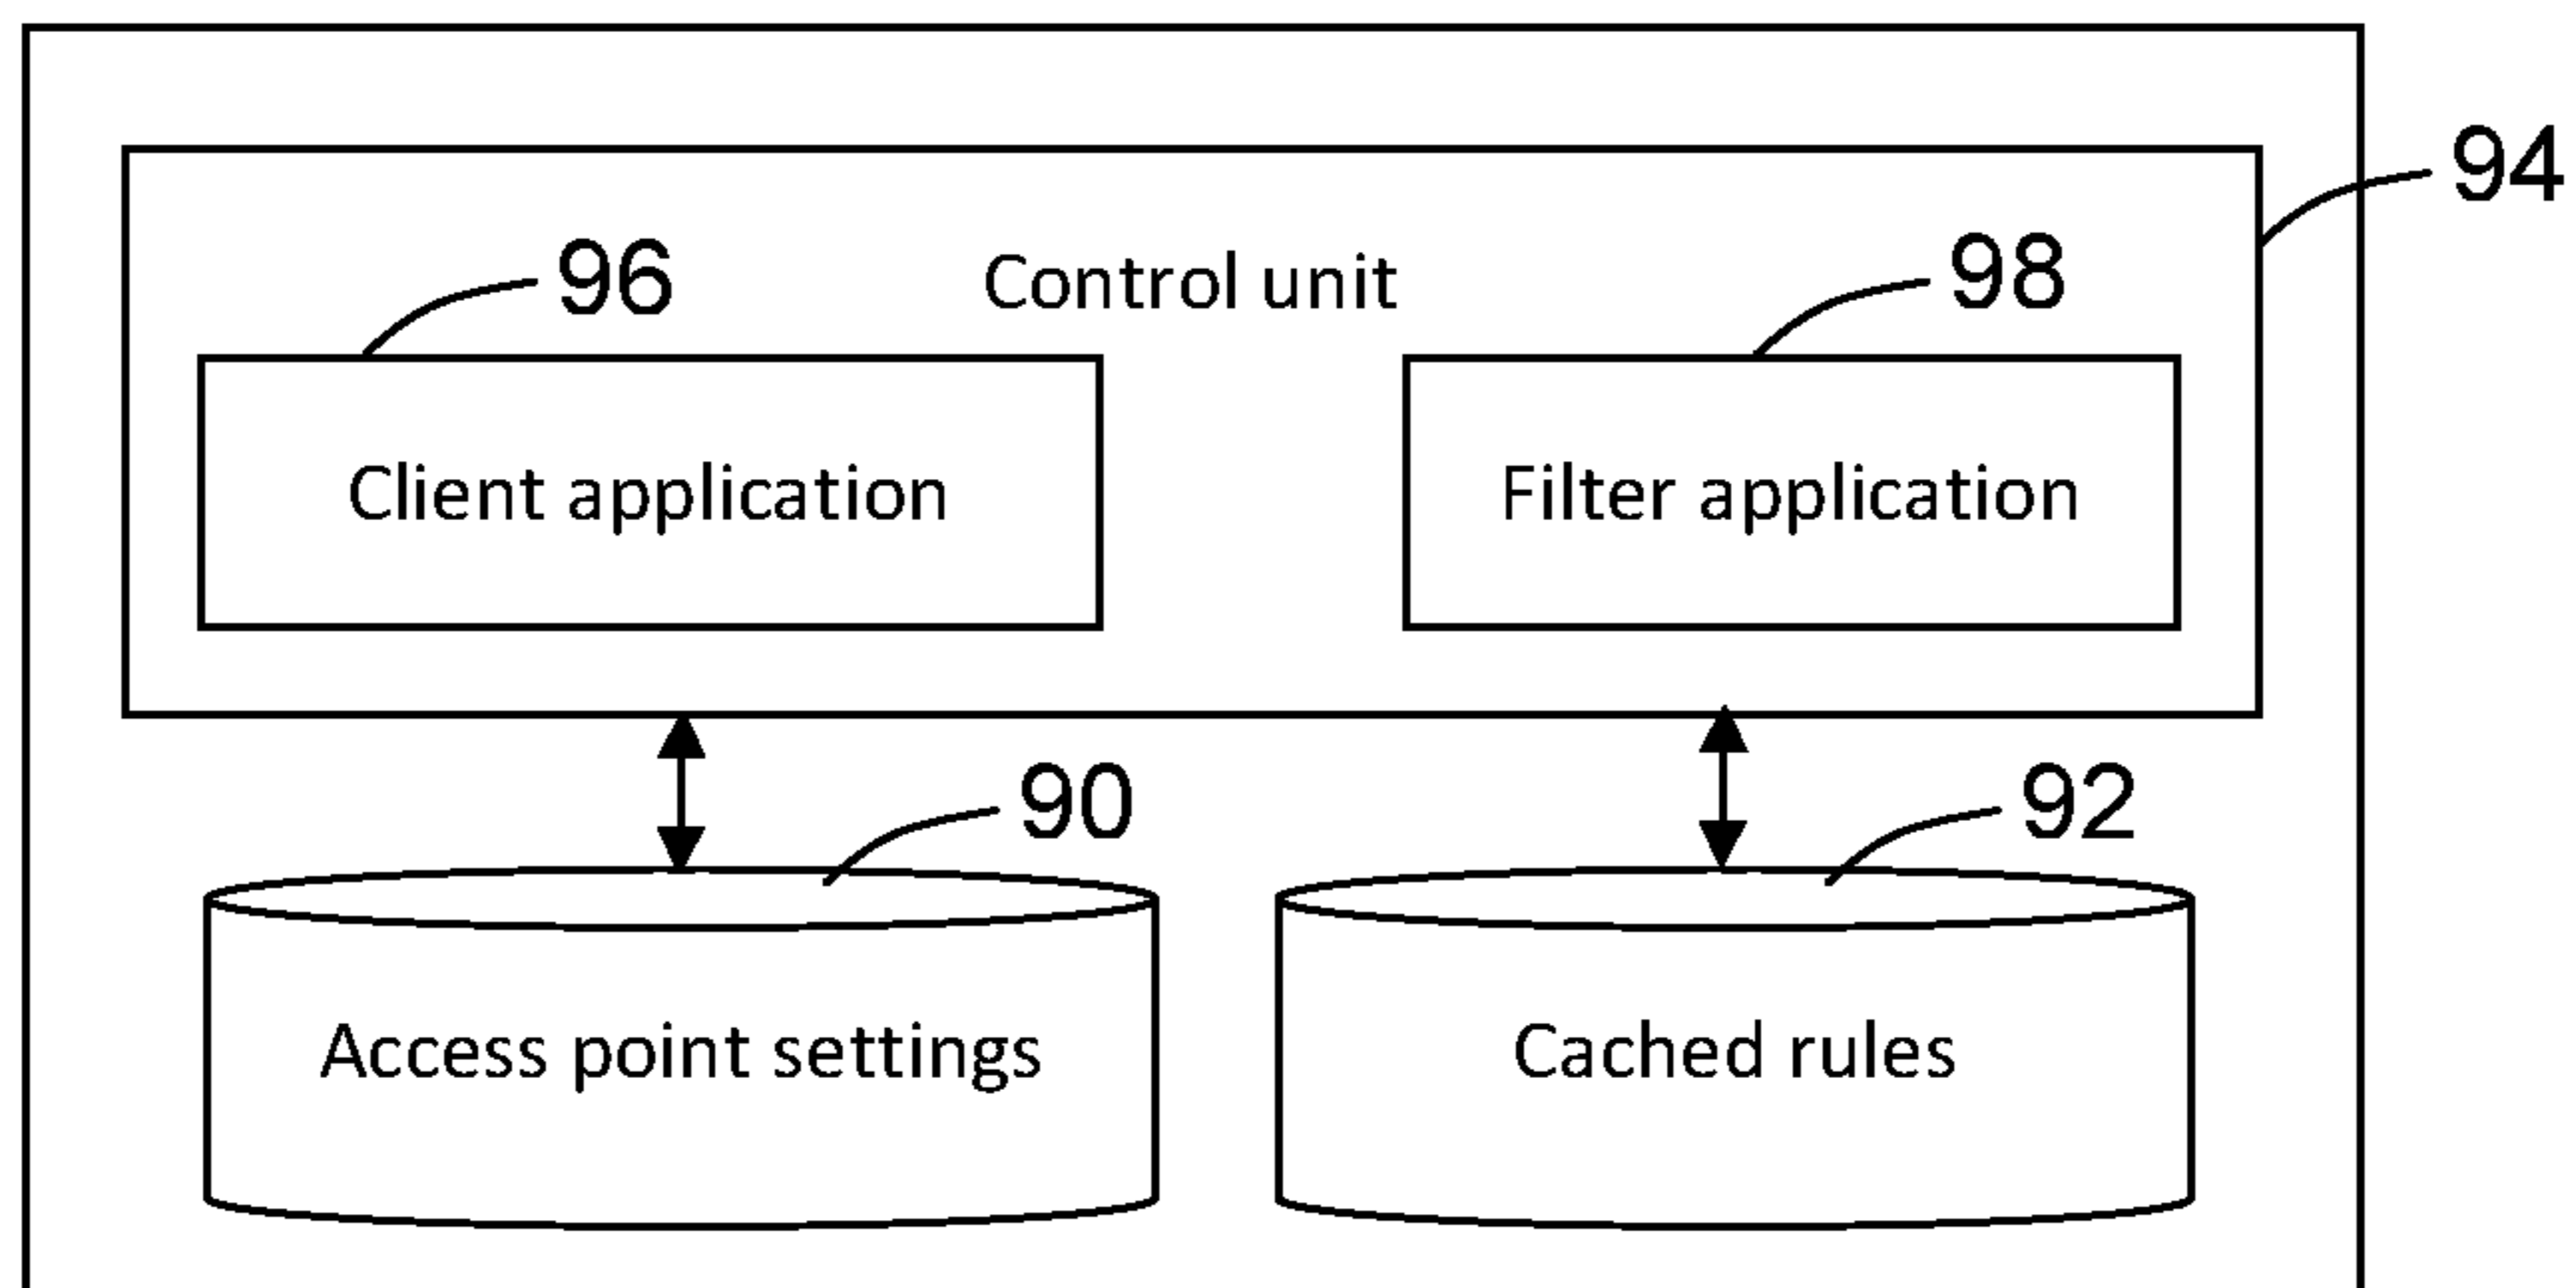 94
96
Control unit
98
Client application
Filter application
90
92
Access point settings
Cached rules